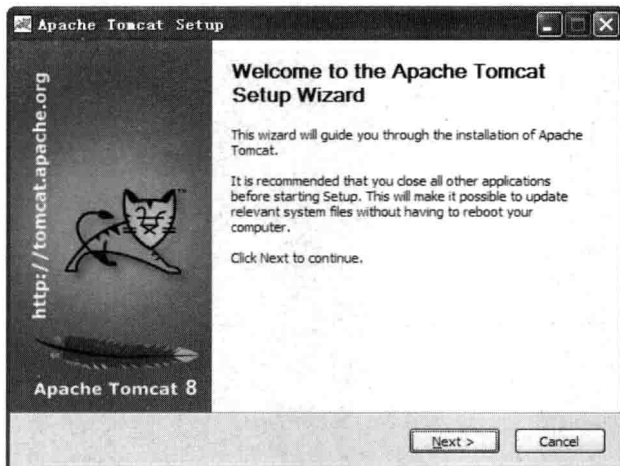 Apache Tomcat Setup
http://tomcat.apache.org
Welcome to the Apache Tomcat
Setup Wizard
This wizard will guide you through the installation of Apache
Tomcat.
It is recommended that you close all other applications
before starting Setup. This will make it possible to update
relevant system files without having to reboot your
computer.
Click Next to continue.
TM
Apache Tomcat 8
Next >
Cancel